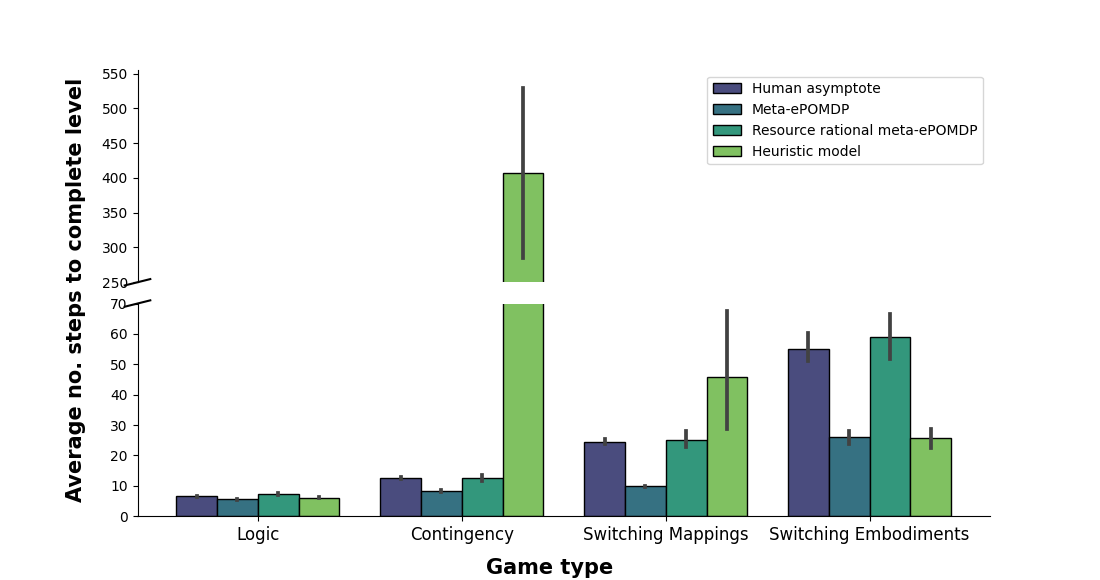 Average no. steps to complete level
550
500
450
400
350
300
250
70
60
50
40
30
20
10
0
Human asymptote
Meta-ePOMDP
Resource rational meta-ePOMDP
Heuristic model
Logic Contingency Switching Mappings Switching Embodiments
Game type